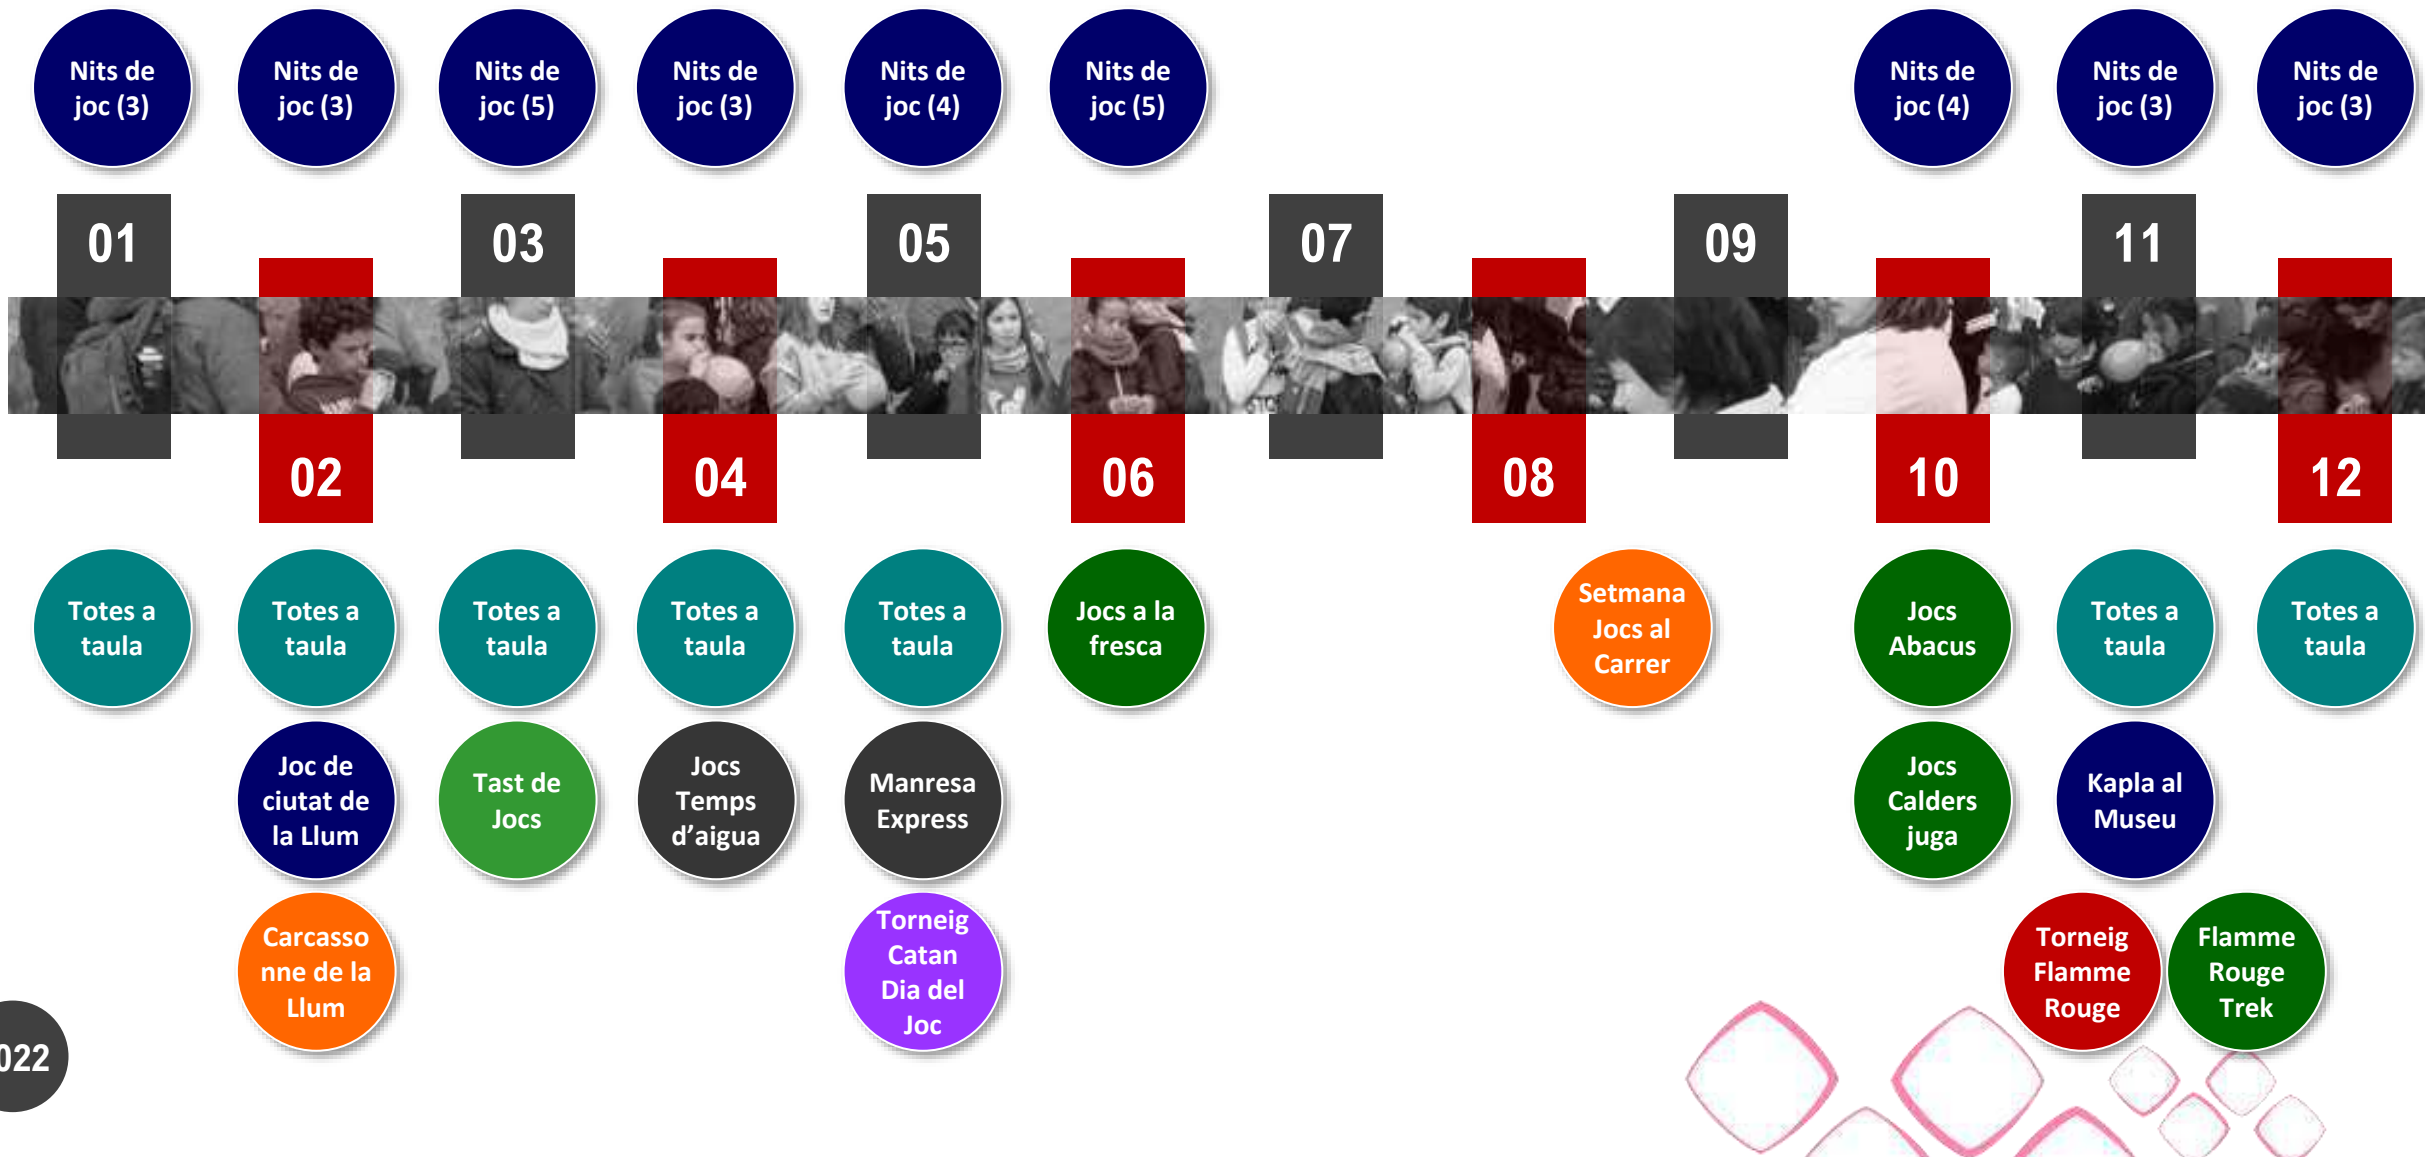 Nits de
joc (3)
Nits de
joc (3)
Nits de
joc (5)
Nits de
joc (3)
Nits de
joc (4)
Nits de
joc (5)
Nits de
joc (4)
Nits de
joc (3)
Nits de
joc (3)
01
03
05
07
09
11
02
04
06
08
10
12
Totes a
taula
Totes a
taula
Totes a
taula
Totes a
taula
Totes a
taula
Jocs a la
fresca
Setmana
Jocs al
Carrer
Jocs
Abacus
Totes a
taula
Totes a
taula
Joc de
ciutat de
la Llum
Tast de
Jocs
Jocs
Temps
d’aigua
Manresa
Express
Jocs
Calders
juga
Kapla al
Museu
Carcasso
nne de la
Llum
Torneig
Catan
Dia del
Joc
Torneig
Flamme
Rouge
Flamme
Rouge
Trek
022